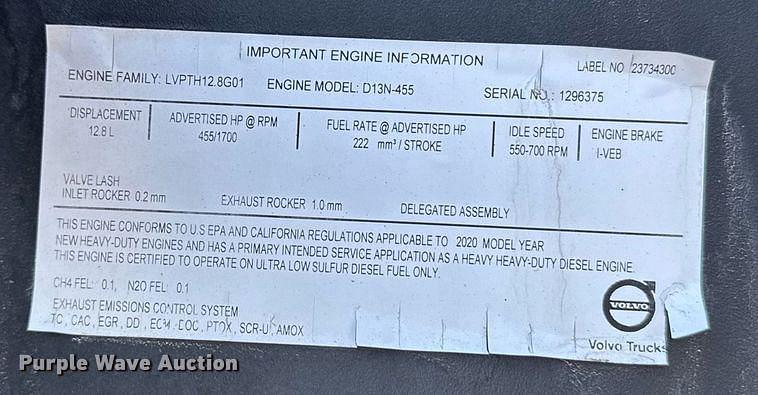 IMPORTANT ENGINE INFORMATION
LABEL NO 23734300
ENGINE FAMILY: LVPTH12.8G01 ENGINE MODEL: D13N-455 SERIAL NO.: 1296375
DISPLACEMENT ADVERTISED HP @ RPM FUEL RATE @ ADVERTISED HP IDLE SPEED ENGINE BRAKE
12.8 L 455/1700 222 mm³ / STROKE 550-700 RPM I-VEB
VALVE LASH
INLET ROCKER 0.2 mm EXHAUST ROCKER 1.0 mm DELEGATED ASSEMBLY
THIS ENGINE CONFORMS TO U.S EPA AND CALIFORNIA REGULATIONS APPLICABLE TO 2020 MODEL YEAR
NEW HEAVY-DUTY ENGINES AND HAS A PRIMARY INTENDED SERVICE APPLICATION AS A HEAVY HEAVY-DUTY DIESEL ENGINE.
THIS ENGINE IS CERTIFIED TO OPERATE ON ULTRA LOW SULFUR DIESEL FUEL ONLY.
CH4 FEL: 0.1, N2O FEL: 0.1
EXHAUST EMISSIONS CONTROL SYSTEM
TC, CAC, EGR, DDI, ECM, DOC, PTOX, SCR-U, AMOX
VOLVO
Volvo Trucks
Purple Wave Auction